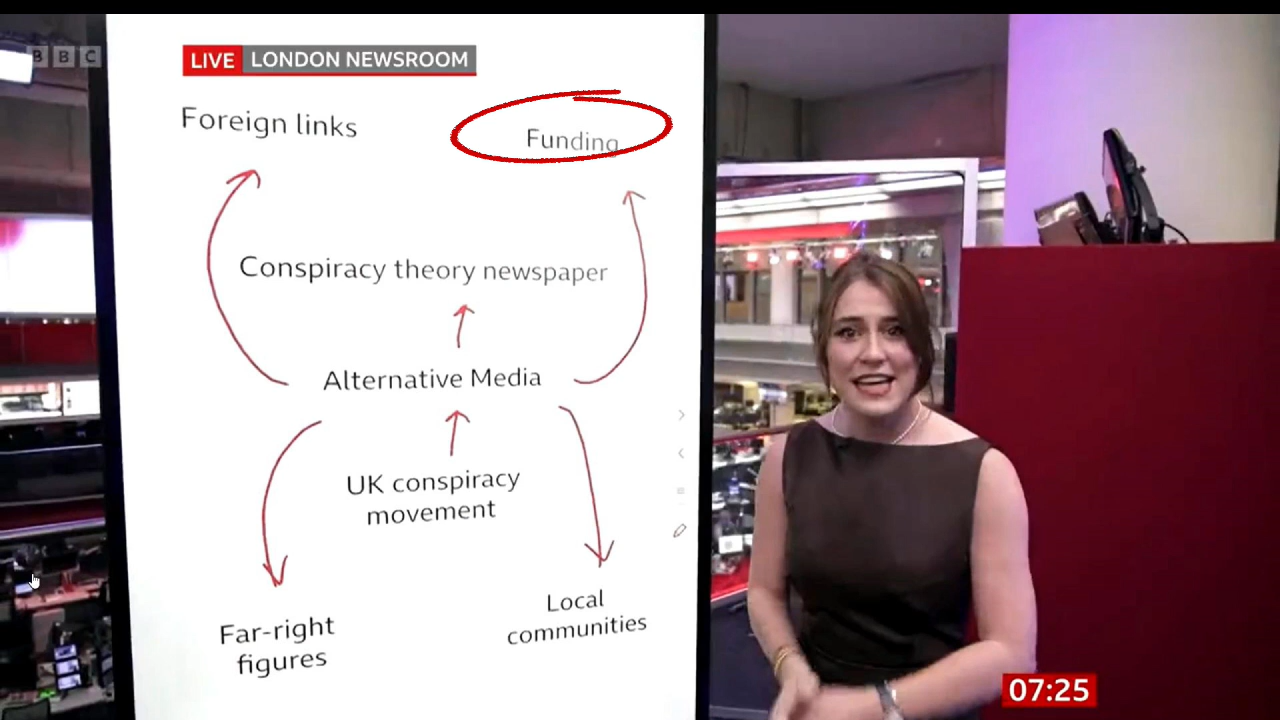 BBC
LIVE LONDON NEWSROOM
Foreign links
Funding
Conspiracy theory newspaper
Alternative Media
UK conspiracy
movement
Far-right
figures
Local
communities
07:25